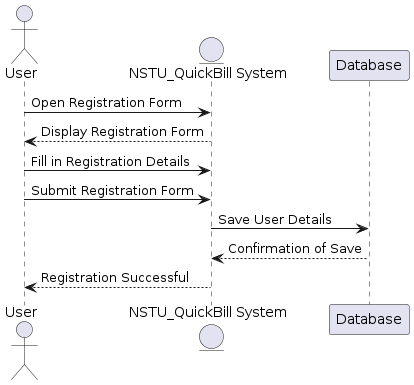 User
NSTU_QuickBill System
Database
Open Registration Form
Display Registration Form
Fill in Registration Details
Submit Registration Form
Save User Details
Confirmation of Save
Registration Successful
User
NSTU_QuickBill System
Database